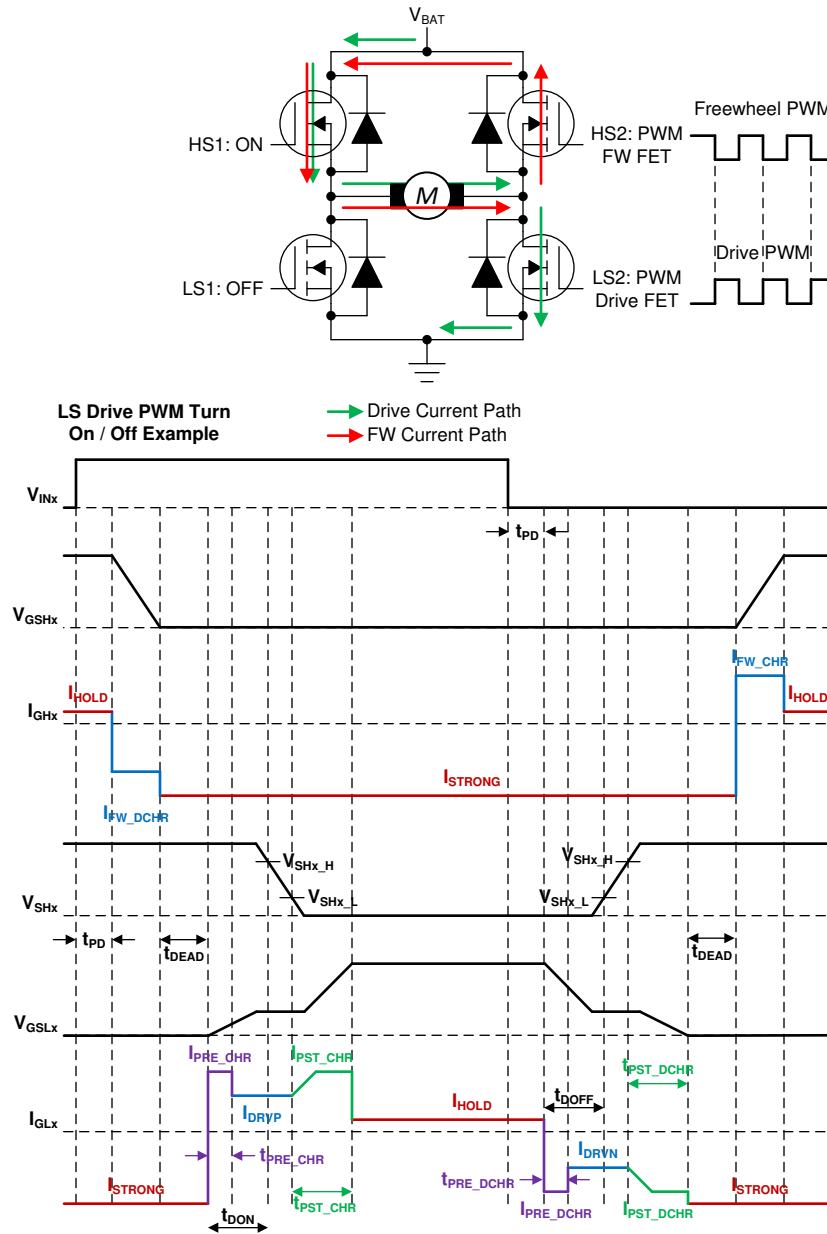 VBAT
Freewheel PWM
HS1: ON
HS2: PWM
FW FET
M
Drive PWM
LS1: OFF
LS2: PWM
Drive FET
LS Drive PWM Turn
On / Off Example
Drive Current Path
FW Current Path
VINx
tPD
VGSHx
IFW_CHR
IHOLD
IHOLD
IGHx
ISTRONG
IFW_DCHR
VSHx_H
VSHx_H
VSHx_L
VSHx_L
VSHx
tPD
tDEAD
tDEAD
VGSLx
IPRE_CHR
IPST_CHR
tPST_DCHR
IHOLD
tDOFF
IDRVP
IGLx
IDRVN
tPRE_CHR
tPRE_DCHR
ISTRONG
tPST_CHR
IPRE_DCHR
IPST_DCHR
ISTRONG
tDON